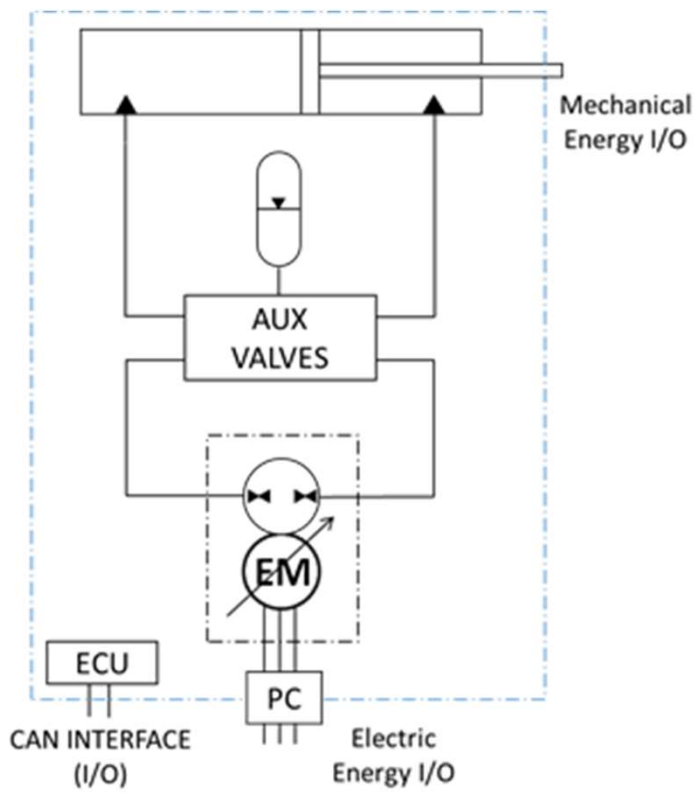 Mechanical
Energy I/O
AUX
VALVES
EM
ECU
PC
CAN INTERFACE
(I/O)
Electric
Energy I/O